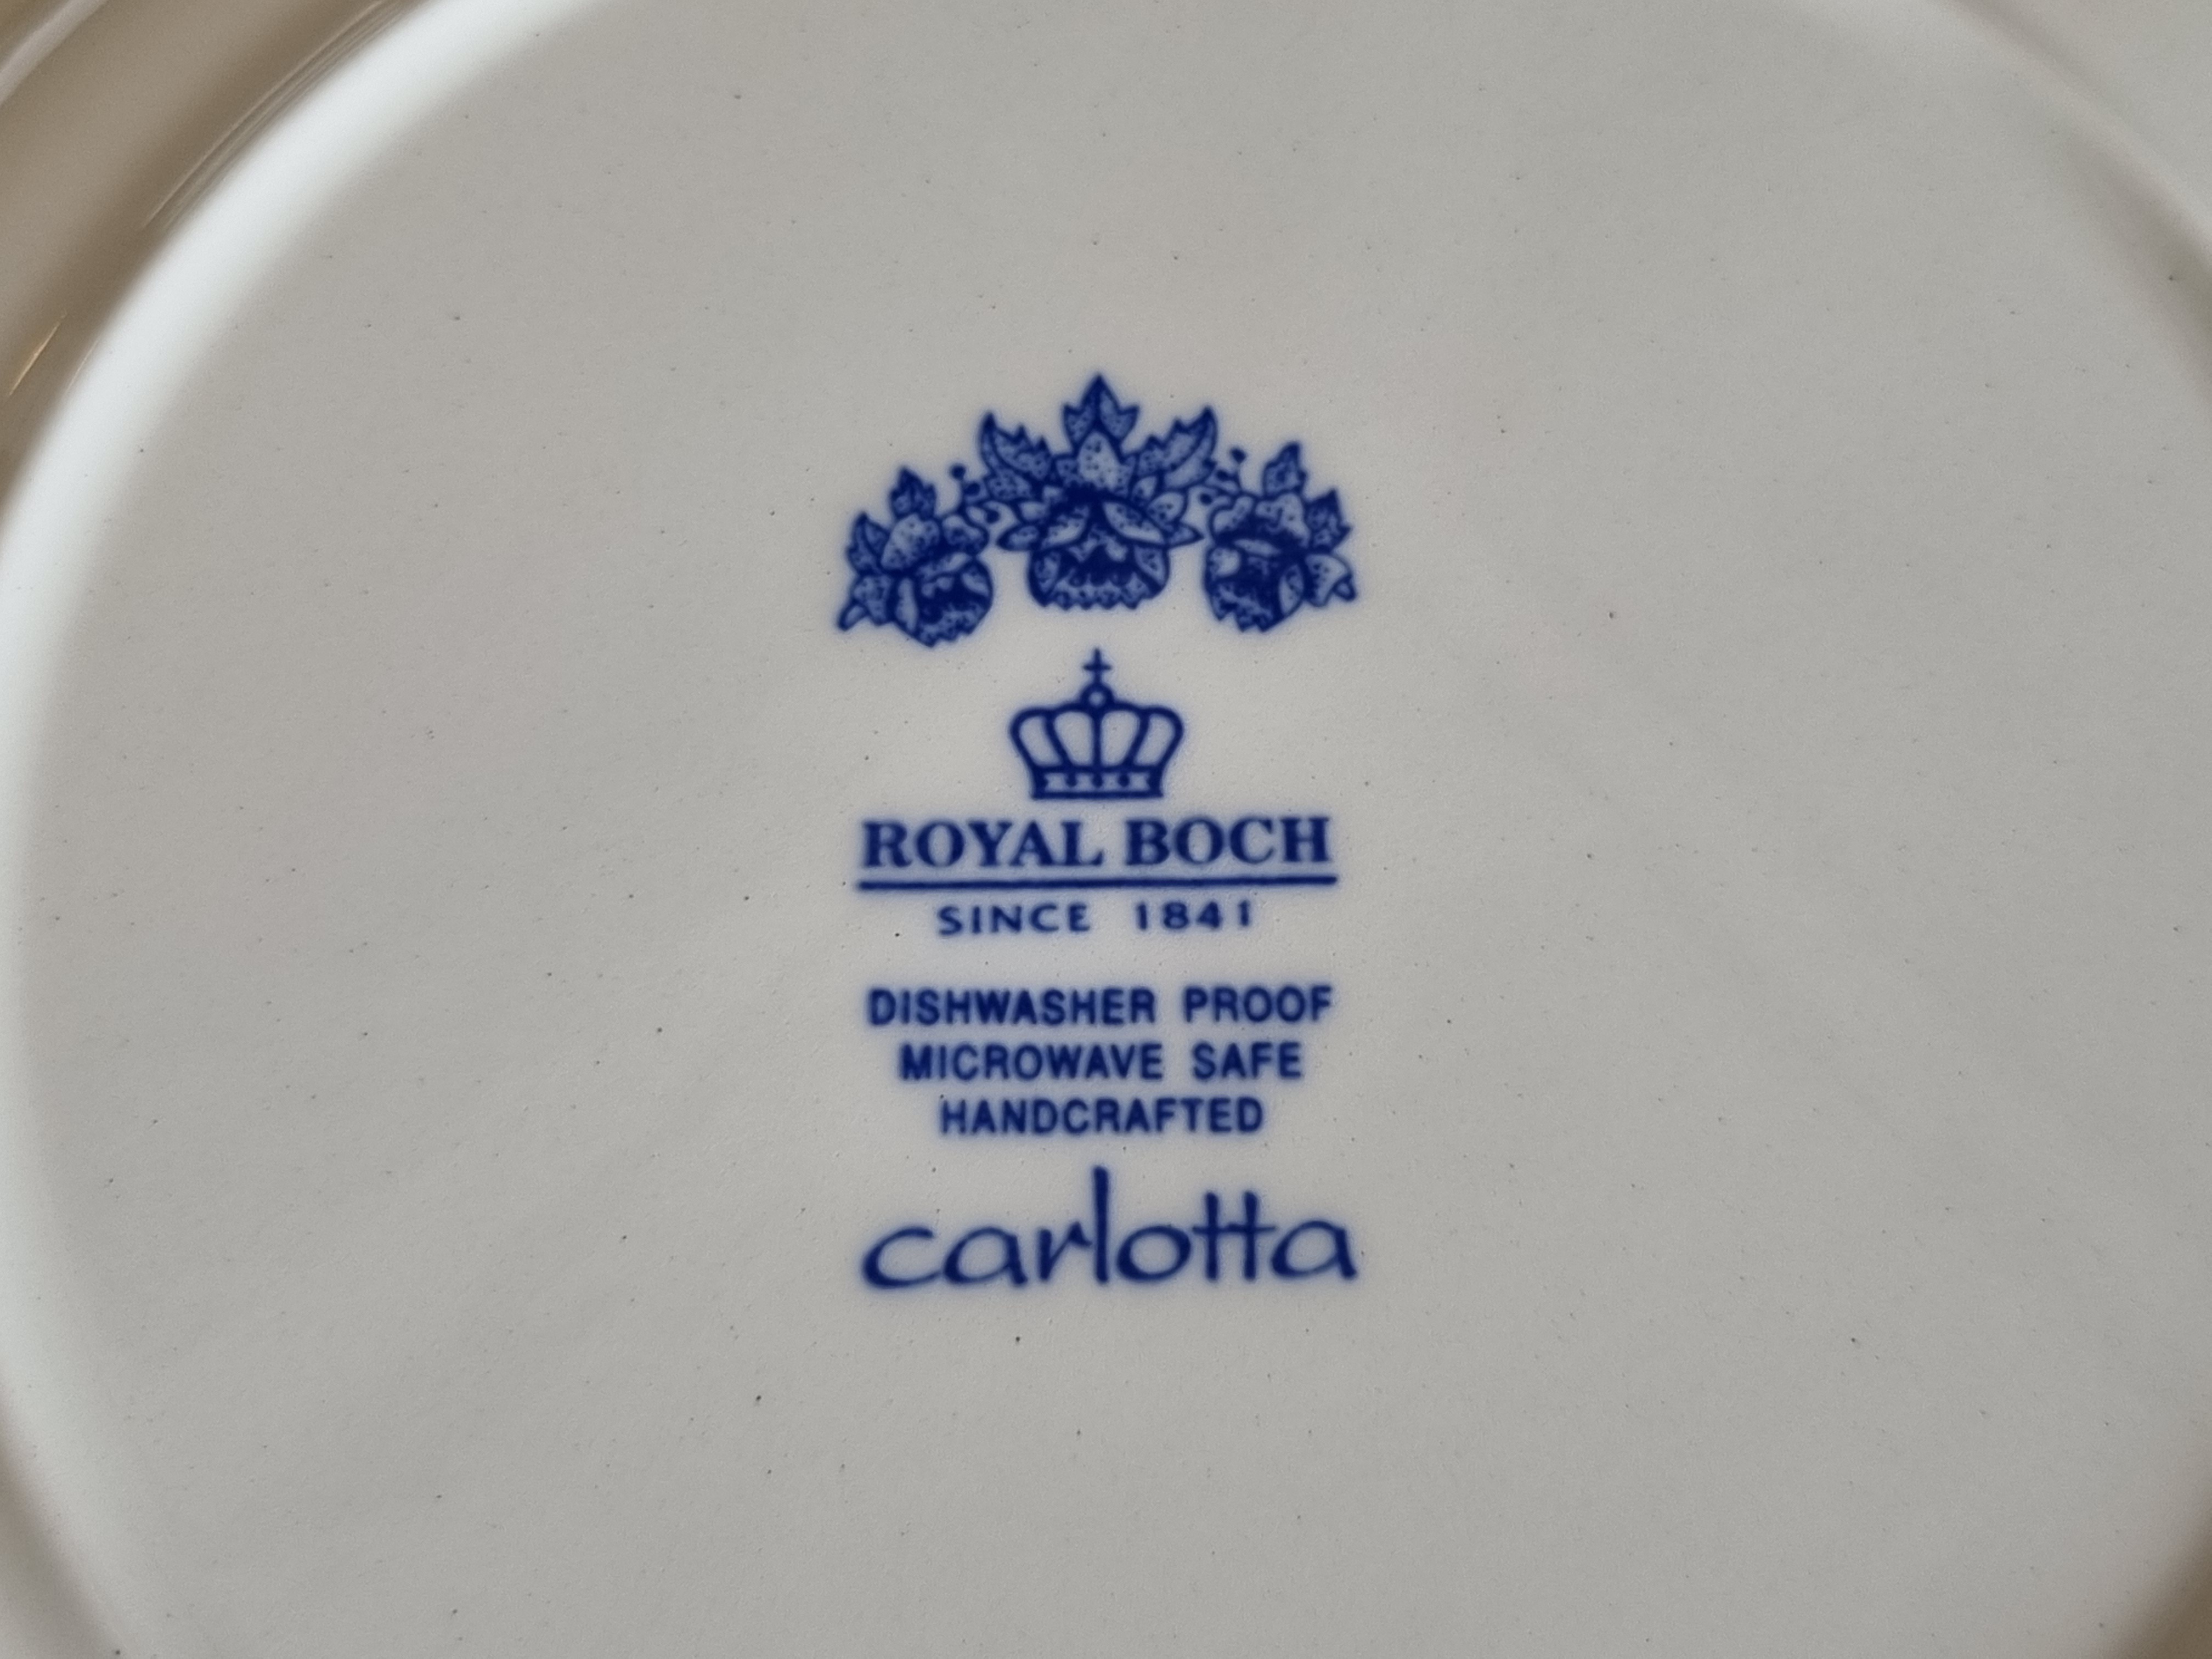 ROYAL BOCH
SINCE 1841
DISHWASHER PROOF
MICROWAVE SAFE
HANDCRAFTED
carlotta